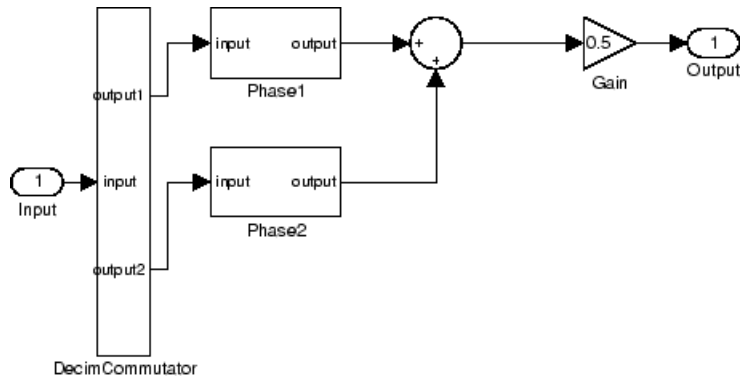 input
output
Phase1
+
+
0.5
Gain
1
Output
output1
input
output2
1
Input
input
output
Phase2
DecimCommutator